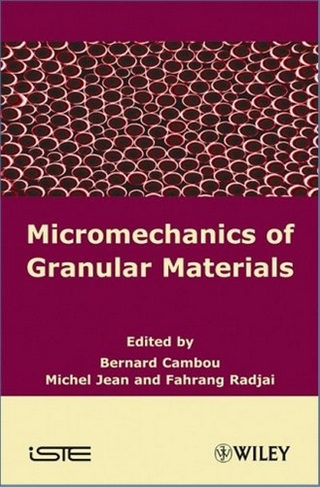 Micromechanics of
Granular Materials
Edited by
Bernard Cambou
Michel Jean and Fahrang Radjai
iSTE
WILEY